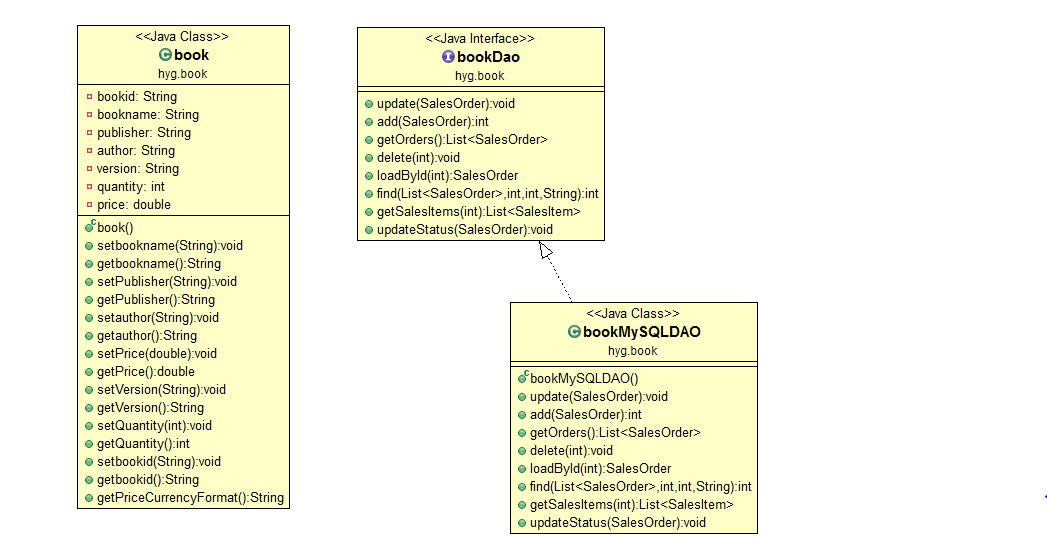 <<Java Class>>
book
hyg.book
bookid: String
bookname: String
publisher: String
author: String
version: String
quantity: int
price: double
book()
setbookname(String):void
getbookname():String
setPublisher(String):void
getPublisher():String
setauthor(String):void
getauthor():String
setPrice(double):void
getPrice():double
setVersion(String):void
getVersion():String
setQuantity(int):void
getQuantity():int
setbookid(String):void
getbookid():String
getPriceCurrencyFormat():String
<<Java Interface>>
bookDao
hyg.book
update(SalesOrder):void
add(SalesOrder):int
getOrders():List<SalesOrder>
delete(int):void
loadById(int):SalesOrder
find(List<SalesOrder>,int,int,String):int
getSalesItems(int):List<SalesItem>
updateStatus(SalesOrder):void
<<Java Class>>
bookMySQLDAO
hyg.book
bookMySQLDAO()
update(SalesOrder):void
add(SalesOrder):int
getOrders():List<SalesOrder>
delete(int):void
loadById(int):SalesOrder
find(List<SalesOrder>,int,int,String):int
getSalesItems(int):List<SalesItem>
updateStatus(SalesOrder):void